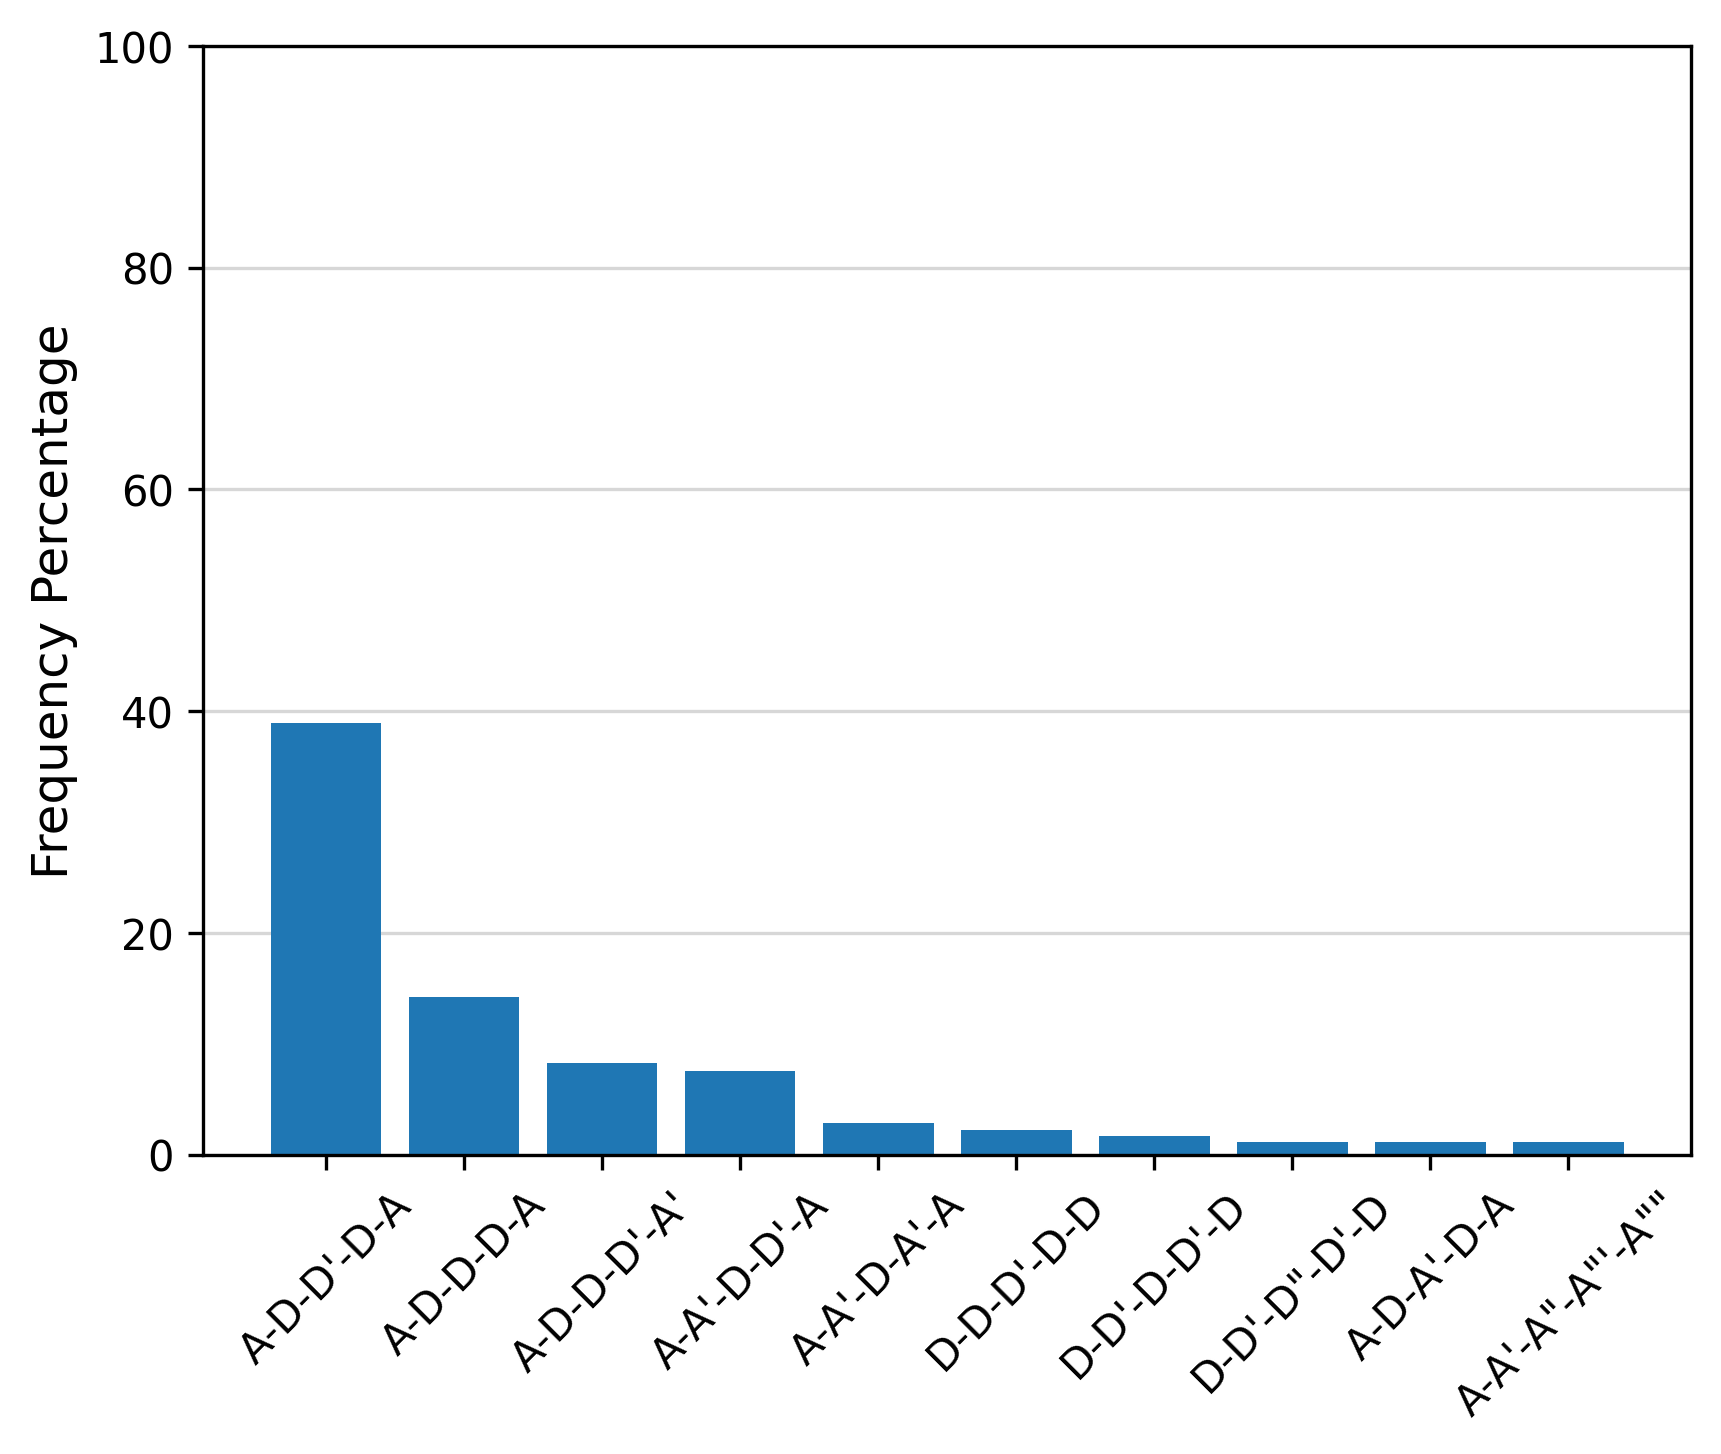 100
80
60
40
20
0
Frequency Percentage
A-D-D'-D-A
A-D-D-D-A
A-D-D-D'-A'
A-A'-D-D'-A
A-A'-D-A'-A
D-D-D'-D-D
D-D'-D-D'-D
D-D'-D"-D'-D
A-D-A'-D-A
A-A'-A"-A"'-A""